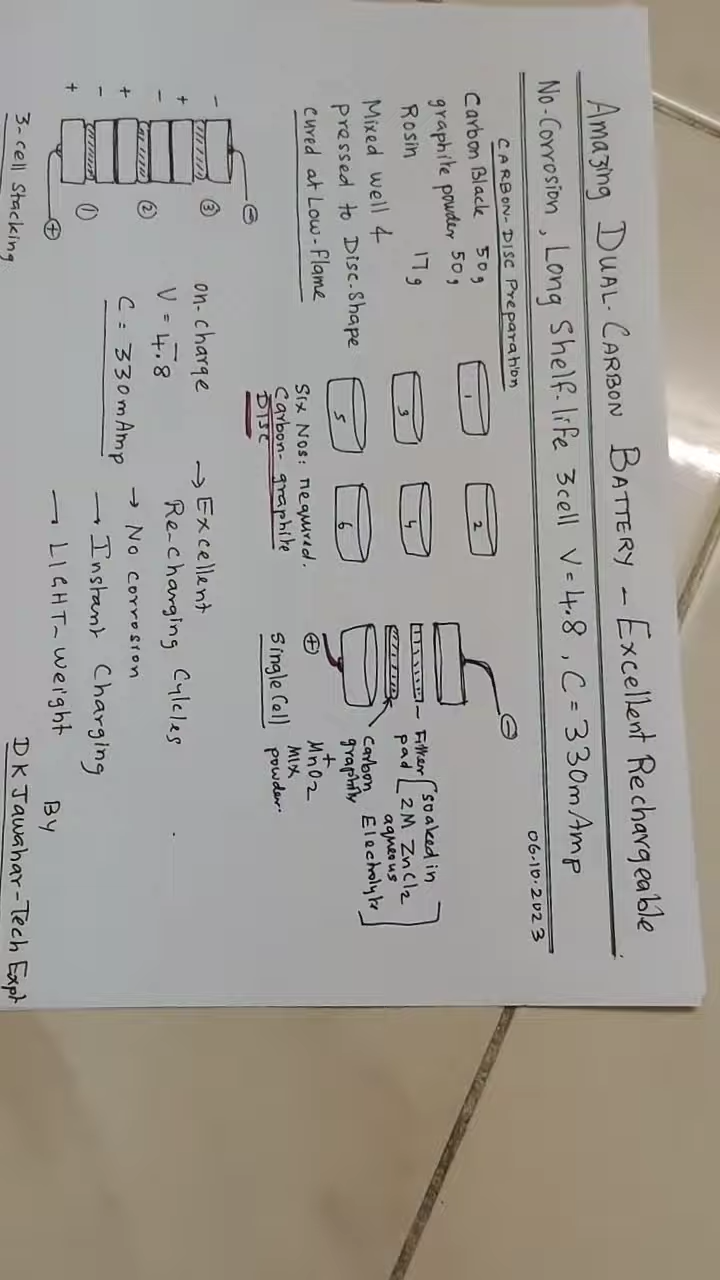 Amazing DUAL-CARBON BATTERY - Excellent Rechargeable
No-Corrosion, Long Shelf-life 3cell V=4.8, C=330mAmp
06.10.2023
CARBON-DISC Preparation
Carbon Black 50g
graphite powder 50g
Rosin 17g
Mixed well &
pressed to Disc-Shape
cured at Low-flame
1
2
3
4
5
6
Six Nos: required.
Carbon-graphite
DISC
⊖
Filter [soaked in
pad 2M ZnCl2
aqueous
Electrolyte]
Carbon
graphite
+
MnO2
Mix
powder.
⊕
Single Cell
- + - + - +
⊖
③
②
①
⊕
3-cell stacking
on-charge
V = 4.8
C = 330mAmp
→ Excellent
Re-charging Cylcles
→ No corrosion
→ Instant Charging
→ LIGHT-weight
By
DK Jawahar-Tech Expt